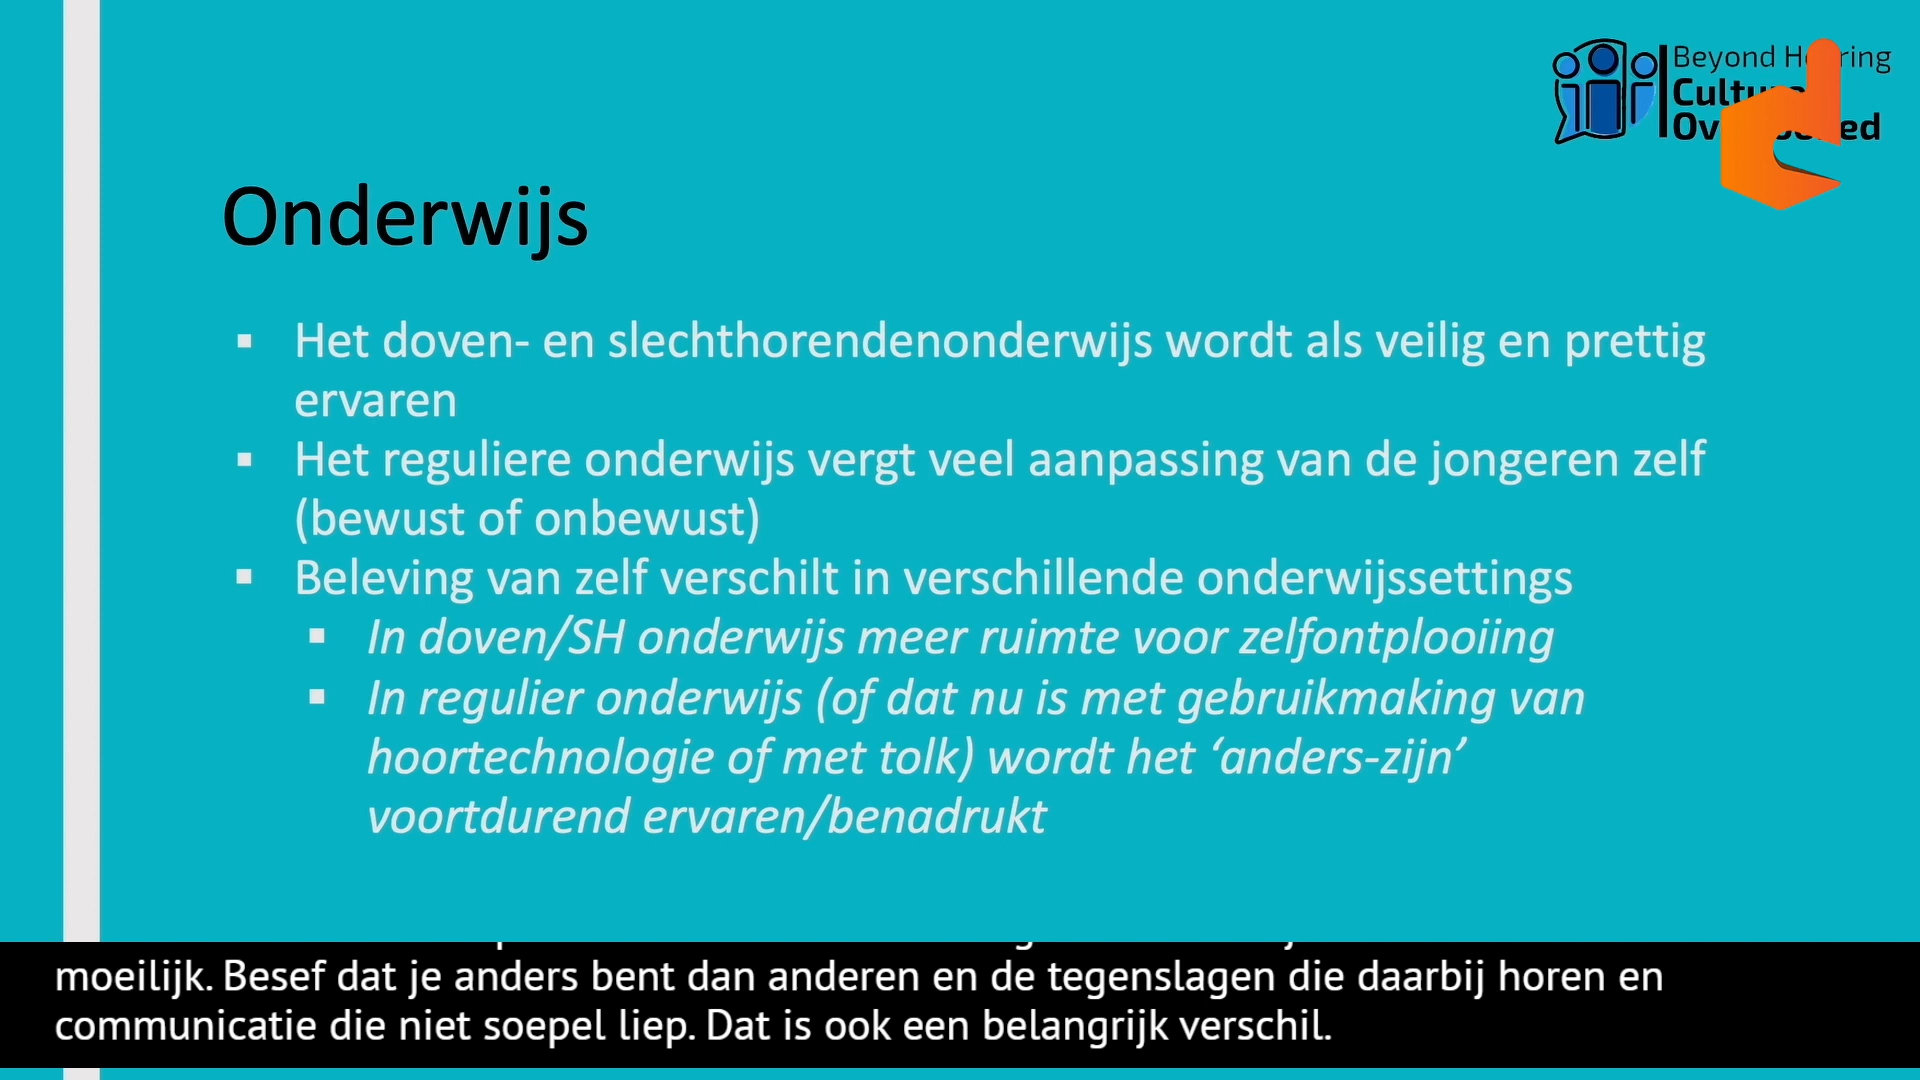 Beyond
Onderwijs
▪ Het doven- en slechthorendenonderwijs wordt als veilig en prettig
ervaren
▪ Het reguliere onderwijs vergt veel aanpassing van de jongeren zelf
(bewust of onbewust)
▪ Beleving van zelf verschilt in verschillende onderwijssettings
▪ In doven/SH onderwijs meer ruimte voor zelfontplooiing
▪ In regulier onderwijs (of dat nu is met gebruikmaking van
hoortechnologie of met tolk) wordt het ‘anders-zijn’
voortdurend ervaren/benadrukt
moeilijk. Besef dat je anders bent dan anderen en de tegenslagen die daarbij horen en
communicatie die niet soepel liep. Dat is ook een belangrijk verschil.